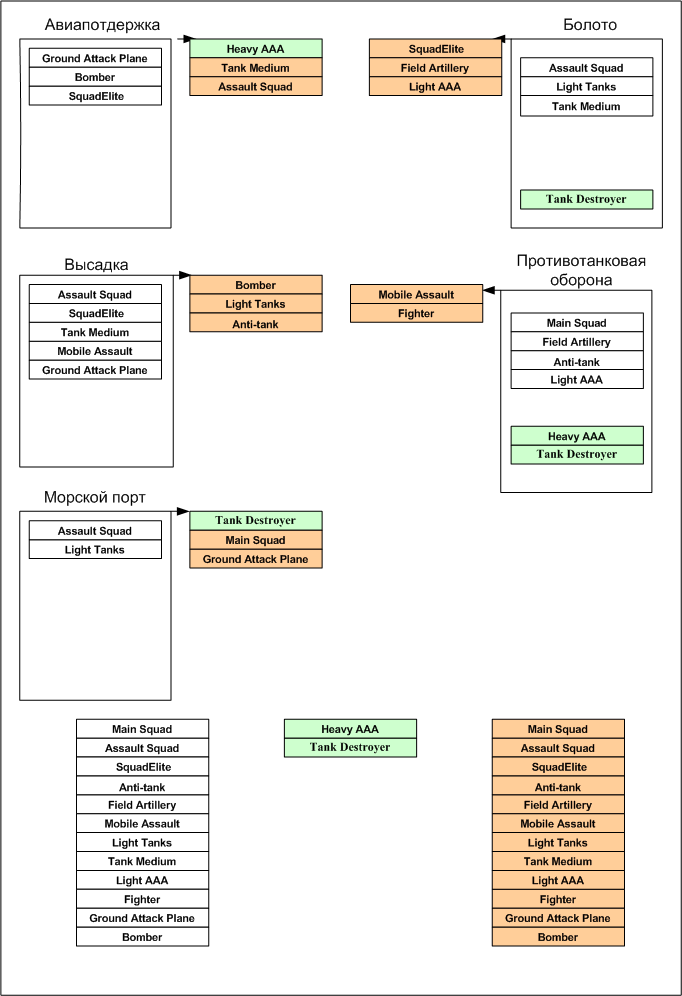 Авиапотдержка
Ground Attack Plane
Bomber
SquadElite
Heavy AAA
Tank Medium
Assault Squad
Болото
SquadElite
Field Artillery
Light AAA
Assault Squad
Light Tanks
Tank Medium
Tank Destroyer
Высадка
Assault Squad
SquadElite
Tank Medium
Mobile Assault
Ground Attack Plane
Bomber
Light Tanks
Anti-tank
Противотанковая
оборона
Mobile Assault
Fighter
Main Squad
Field Artillery
Anti-tank
Light AAA
Heavy AAA
Tank Destroyer
Морской порт
Assault Squad
Light Tanks
Tank Destroyer
Main Squad
Ground Attack Plane
Main Squad
Assault Squad
SquadElite
Anti-tank
Field Artillery
Mobile Assault
Light Tanks
Tank Medium
Light AAA
Fighter
Ground Attack Plane
Bomber
Heavy AAA
Tank Destroyer
Main Squad
Assault Squad
SquadElite
Anti-tank
Field Artillery
Mobile Assault
Light Tanks
Tank Medium
Light AAA
Fighter
Ground Attack Plane
Bomber